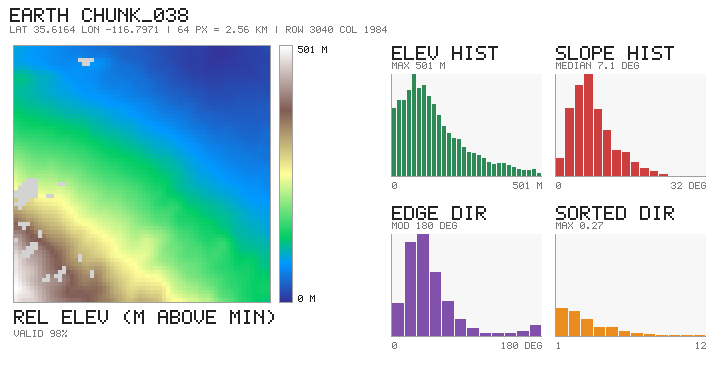 EARTH CHUNK_038
LAT 35.6164 LON -116.7971 | 64 PX = 2.56 KM | ROW 3040 COL 1984
501 M
0 M
REL ELEV (M ABOVE MIN)
VALID 98%
ELEV HIST
MAX 501 M
0 501 M
SLOPE HIST
MEDIAN 7.1 DEG
0 32 DEG
EDGE DIR
MOD 180 DEG
0 180 DEG
SORTED DIR
MAX 0.27
1 12